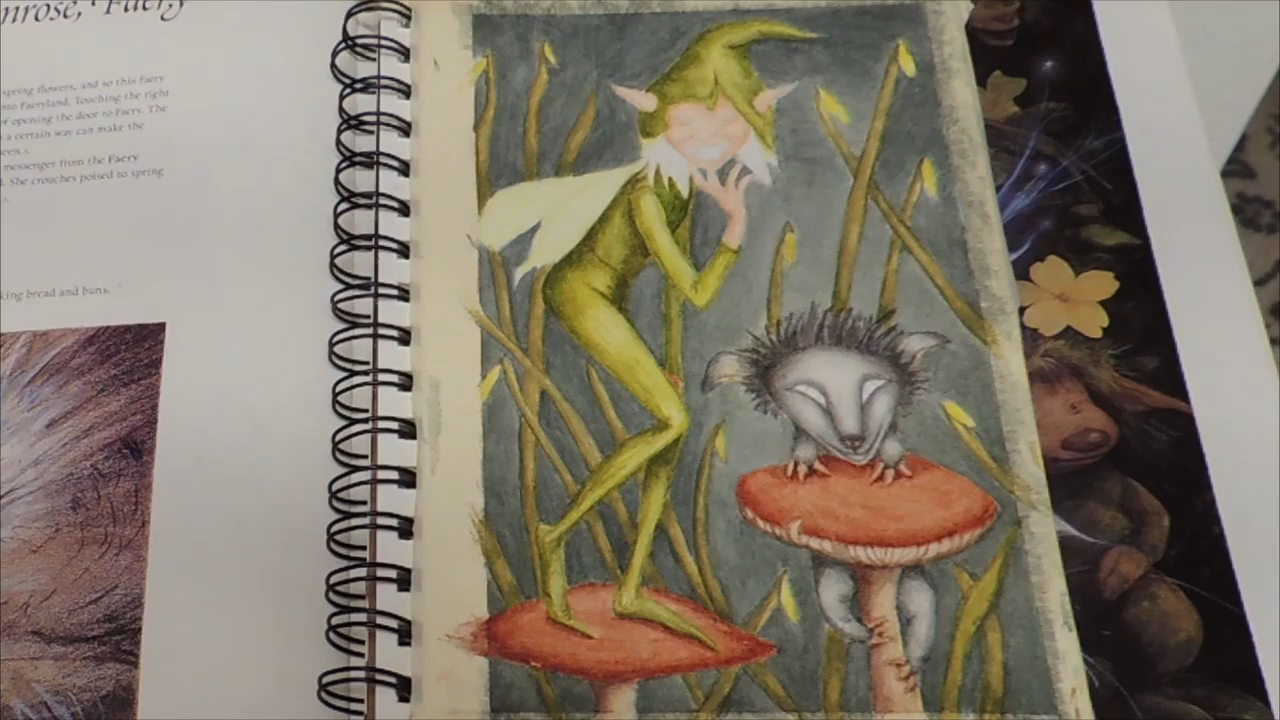 nrose, Faery
spring flowers, and so this faery
nto Faeryland. Touching the right
of opening the door to Faery. The
a certain way can make the
een.
messenger from the Faery
. She crouches poised to spring
king bread and buns.